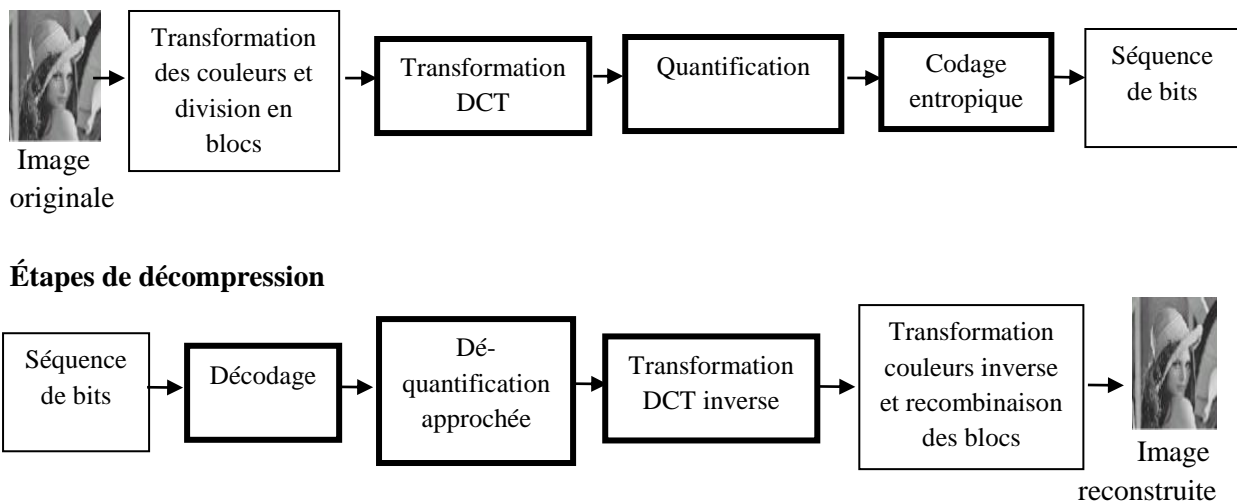 Image
originale
Transformation
des couleurs et
division en
blocs
Transformation
DCT
Quantification
Codage
entropique
Séquence
de bits
Étapes de décompression
Séquence
de bits
Décodage
Dé-
quantification
approchée
Transformation
DCT inverse
Transformation
couleurs inverse
et recombinaison
des blocs
Image
reconstruite